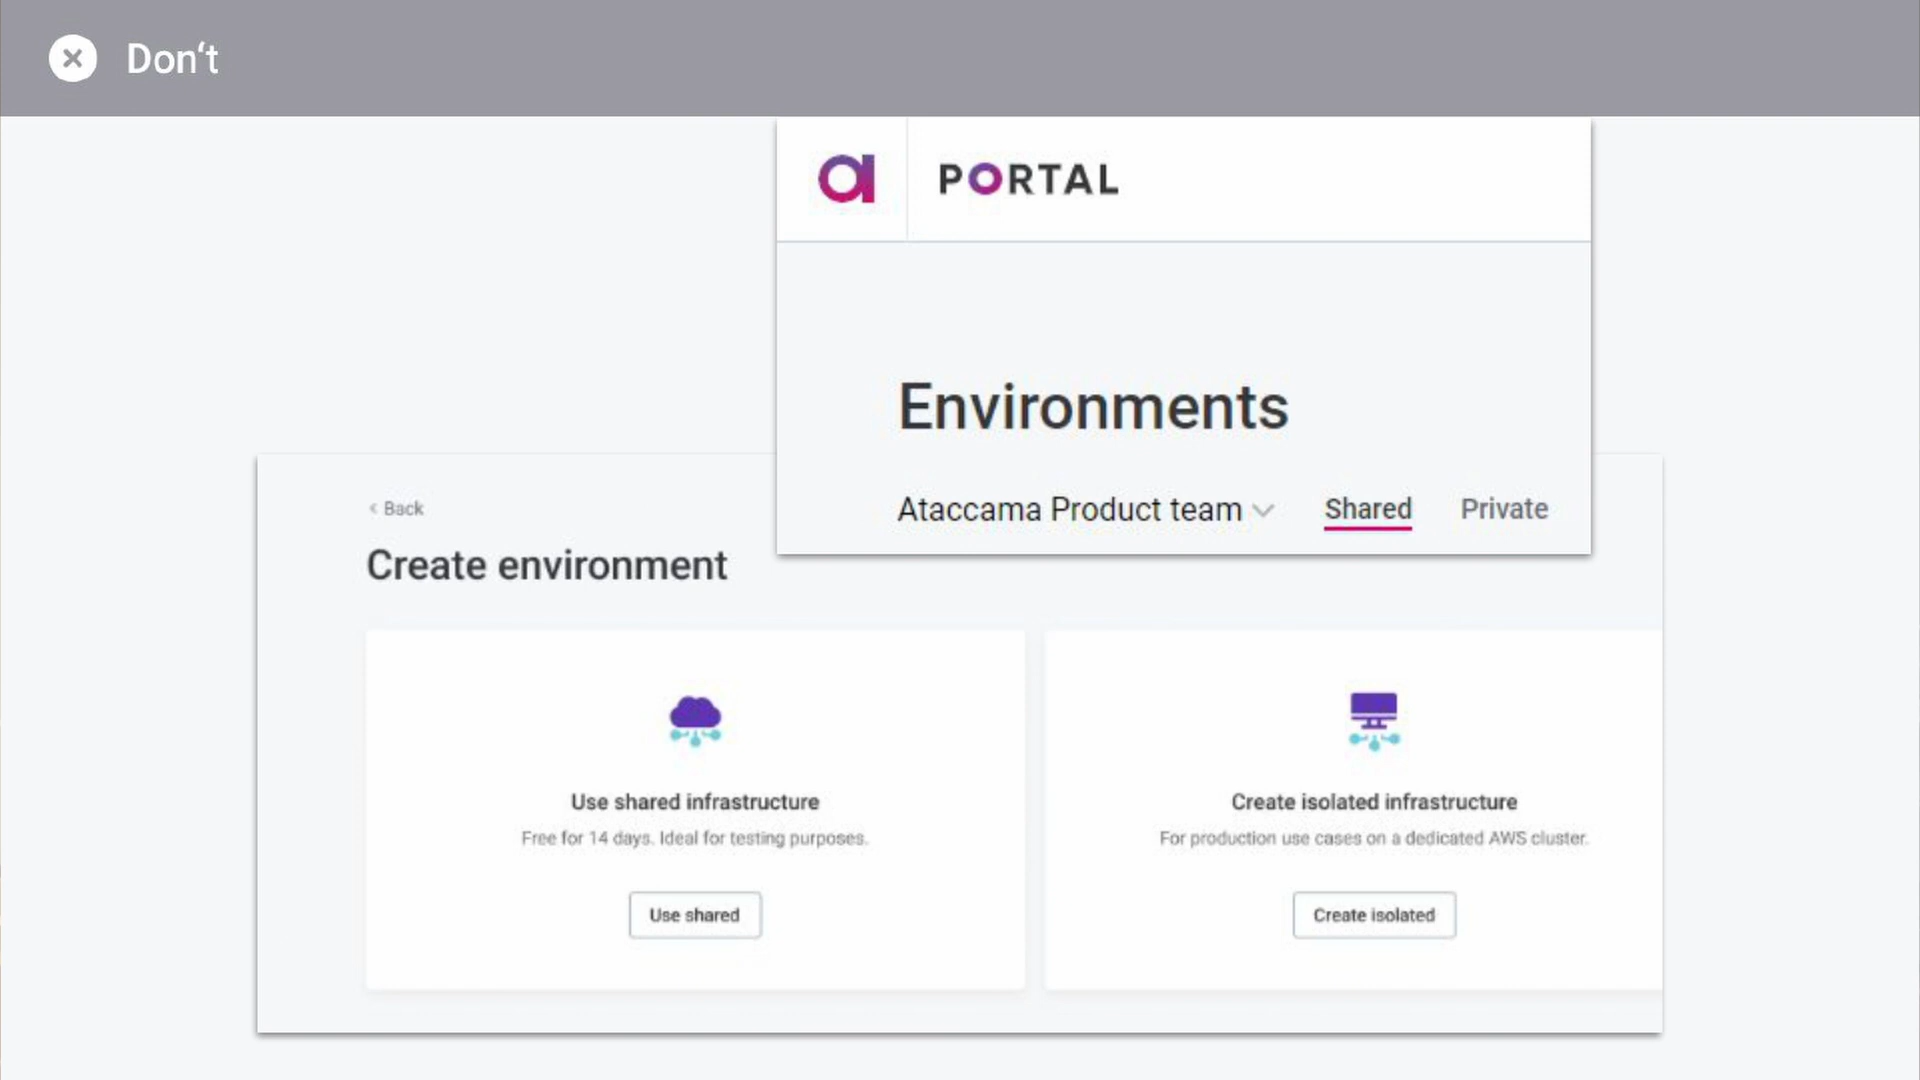 Don‘t
PORTAL
Environments
Ataccama Product team
Shared
Private
Back
Create environment
Use shared infrastructure
Free for 14 days. Ideal for testing purposes.
Use shared
Create isolated infrastructure
For production use cases on a dedicated AWS cluster.
Create isolated